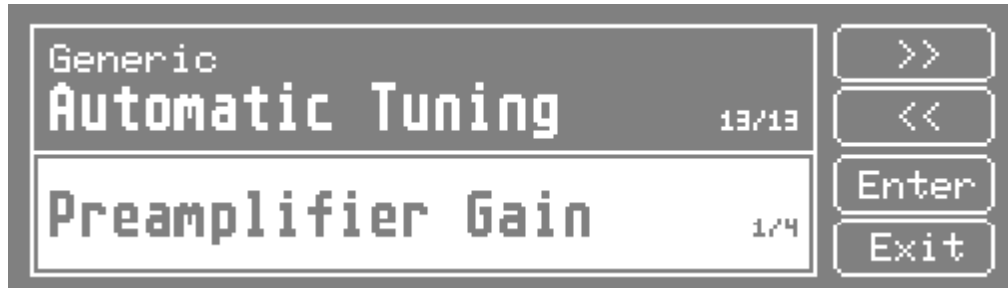 Generic
Automatic Tuning 13/13
Preamplifier Gain 1/4
>>
<<
Enter
Exit